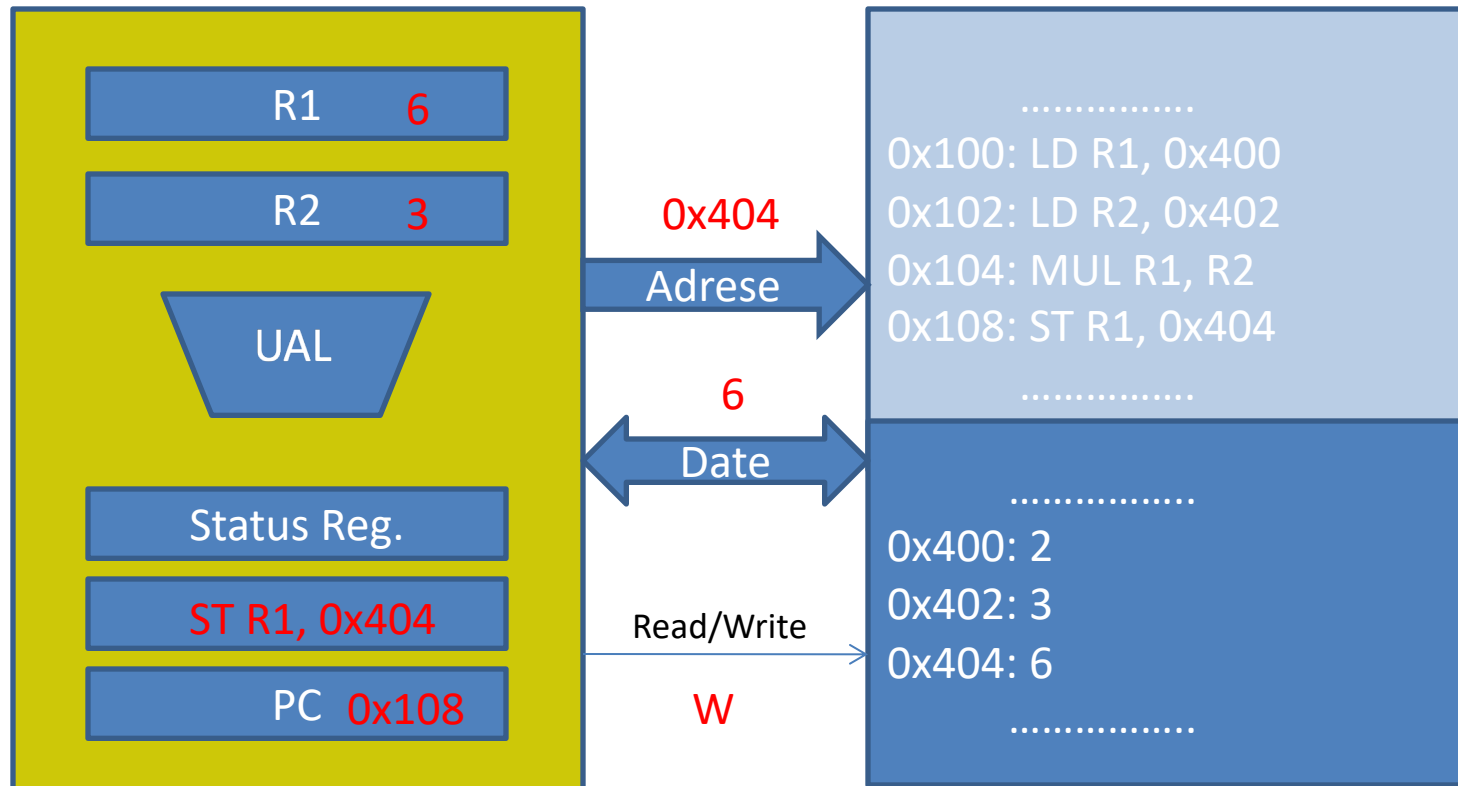 R1 6
R2 3
UAL
Status Reg.
ST R1, 0x404
PC 0x108
0x404
Adrese
6
Date
Read/Write
W
................
0x100: LD R1, 0x400
0x102: LD R2, 0x402
0x104: MUL R1, R2
0x108: ST R1, 0x404
................
.................
0x400: 2
0x402: 3
0x404: 6
.................